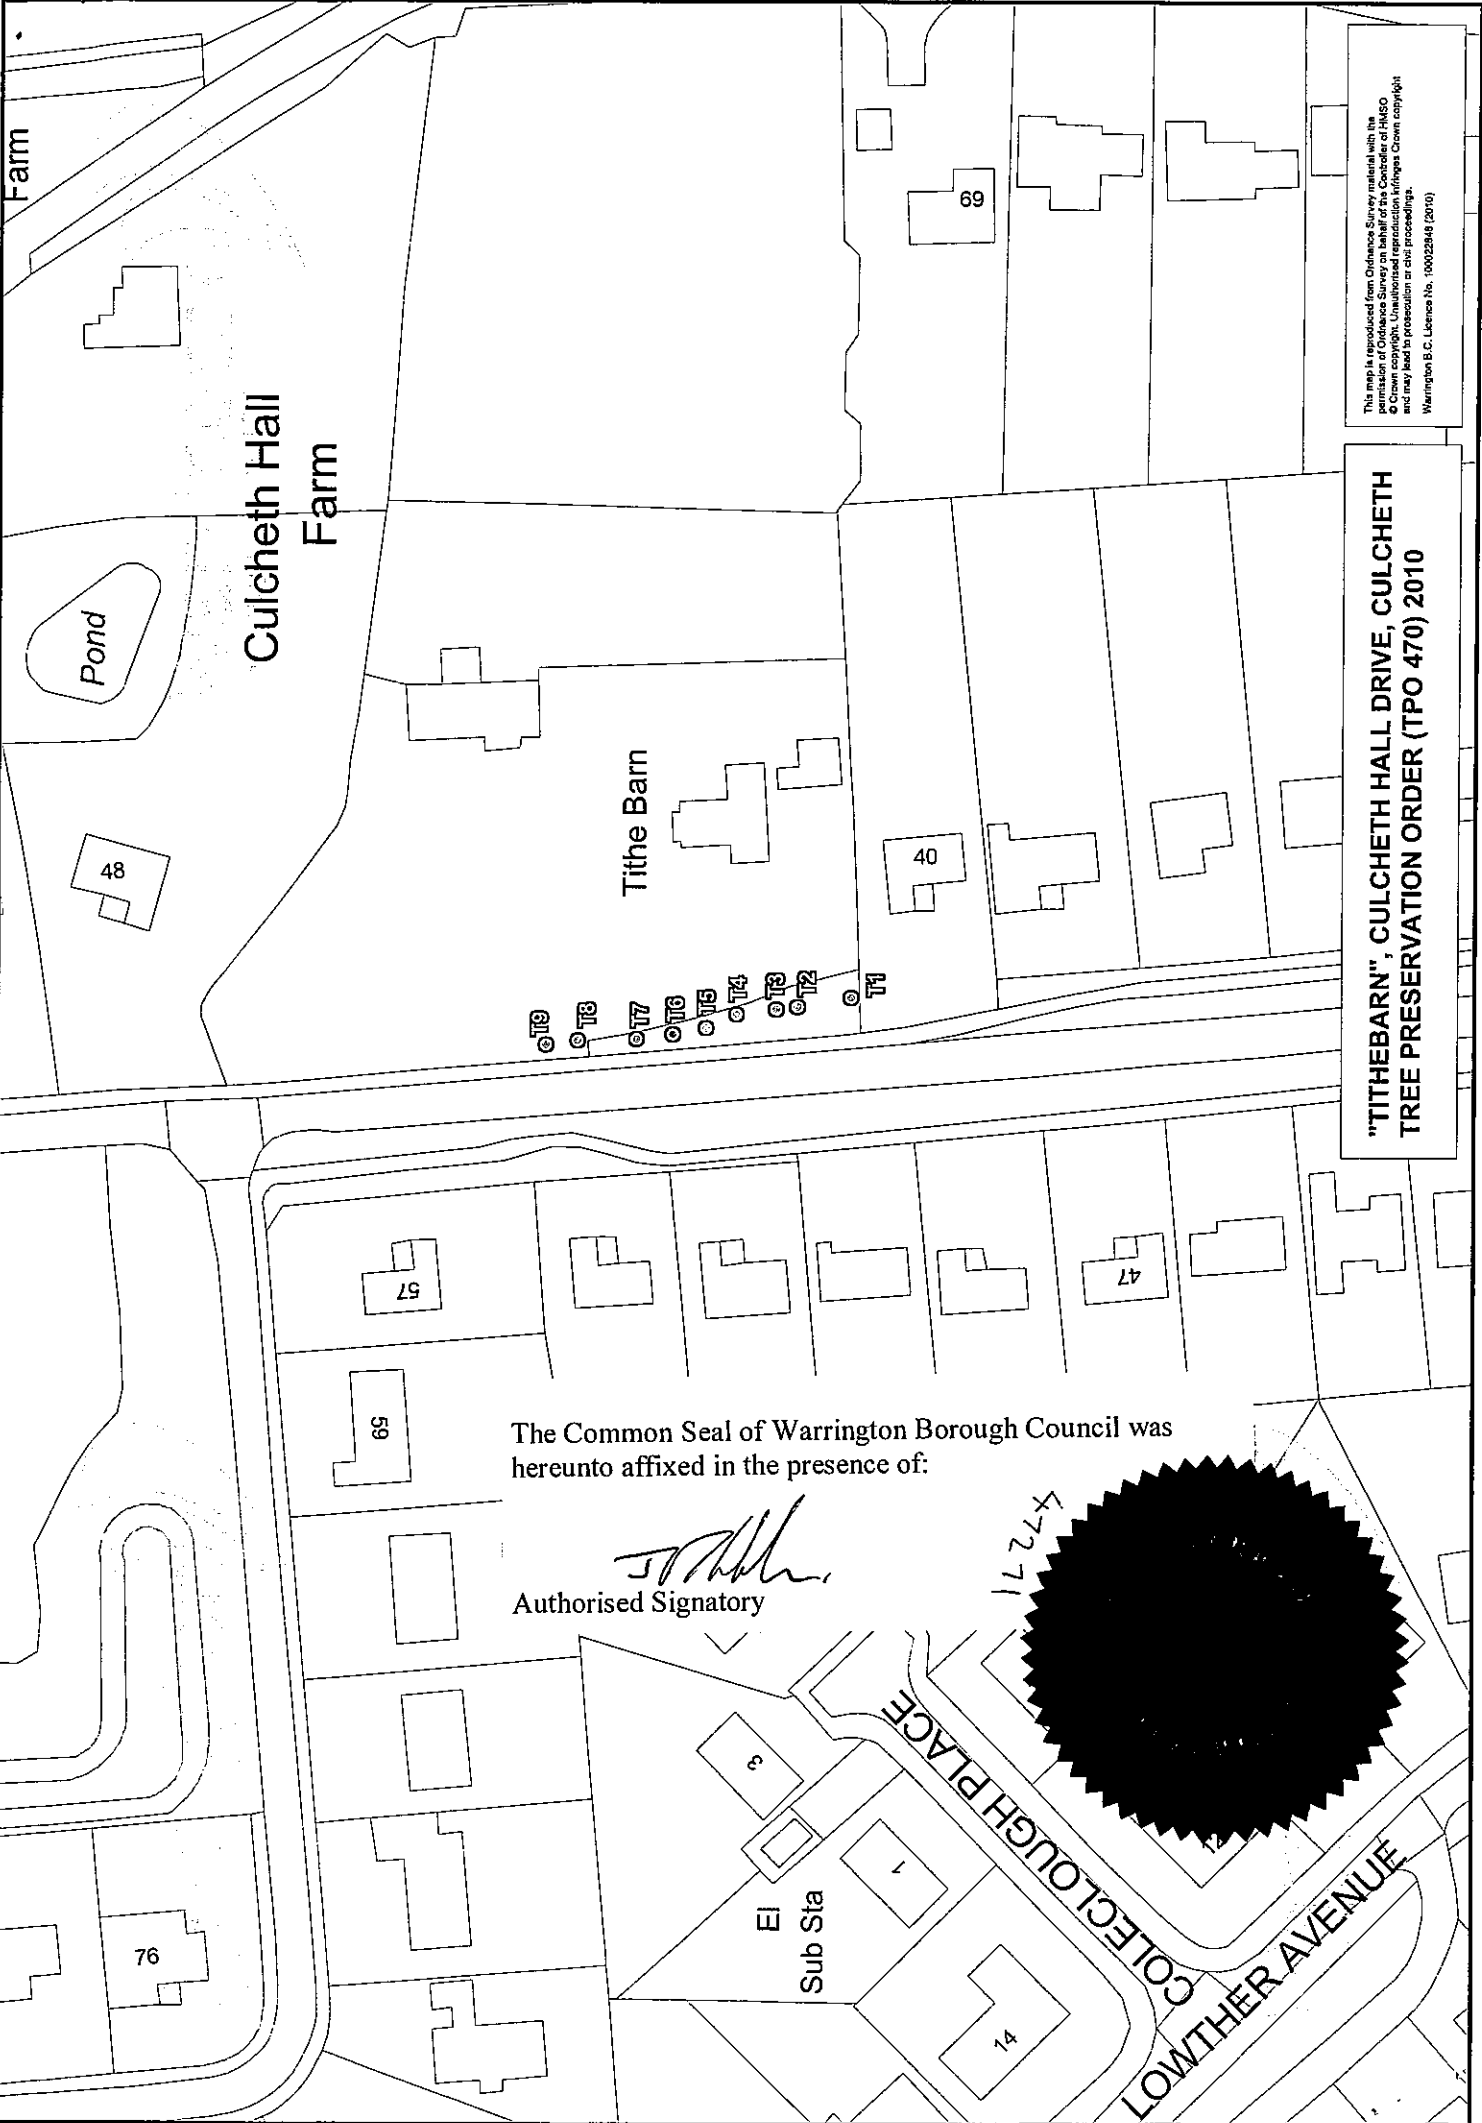 Farm
Culcheth Hall
Farm
Pond
48
Tithe Barn
69
40
T9
T8
T7
T6
T5
T4
T3
T2
T1
57
59
47
76
3
1
14
El
Sub Sta
COLECLOUGH PLACE
LOWTHER AVENUE
The Common Seal of Warrington Borough Council was
hereunto affixed in the presence of:
Authorised Signatory
47271
"TITHEBARN", CULCHETH HALL DRIVE, CULCHETH
TREE PRESERVATION ORDER (TPO 470) 2010
This map is reproduced from Ordnance Survey material with the
permission of Ordnance Survey on behalf of the Controller of HMSO
© Crown copyright. Unauthorised reproduction infringes Crown copyright
and may lead to prosecution or civil proceedings.
Warrington B.C. Licence No. 100022848 (2010)